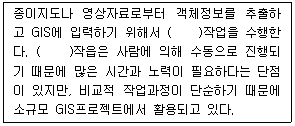 종이지도나 영상자료로부터 객체정보를 추출하
고 GIS에 입력하기 위해서 (    )작업을 수행한
다. (    )작읍은 사람에 의해 수동으로 진행되
기 때문에 많은 시간과 노력이 필요하다는 단점
이 있지만, 비교적 작업과정이 단순하기 때문에
소규모 GIS프로젝트에서 활용되고 있다.